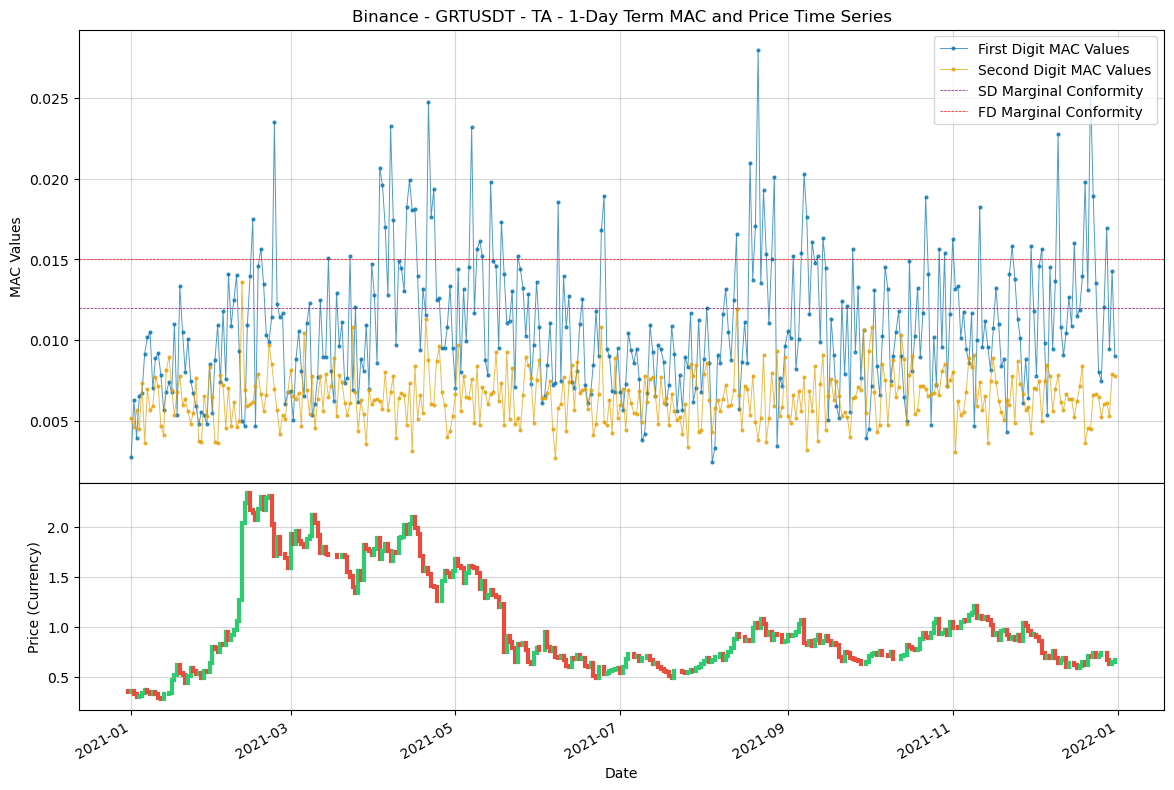 Binance - GRTUSDT - TA - 1-Day Term MAC and Price Time Series
First Digit MAC Values
Second Digit MAC Values
SD Marginal Conformity
FD Marginal Conformity
MAC Values
0.025
0.020
0.015
0.010
0.005
Price (Currency)
2.0
1.5
1.0
0.5
2021-01
2021-03
2021-05
2021-07
2021-09
2021-11
2022-01
Date